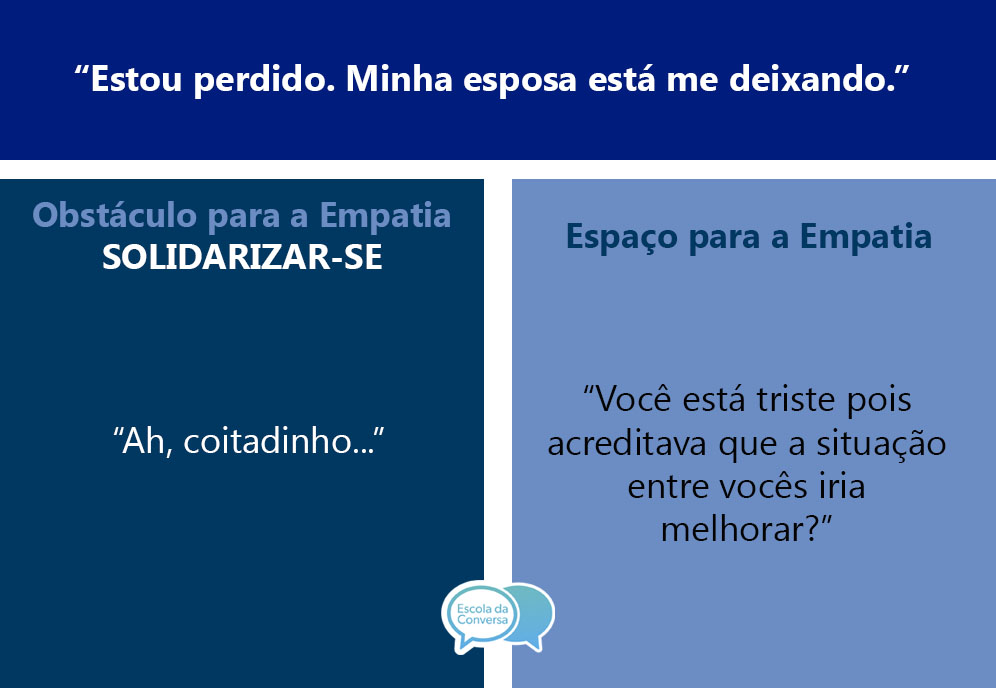 “Estou perdido. Minha esposa está me deixando.”
Obstáculo para a Empatia
SOLIDARIZAR-SE
“Ah, coitadinho...”
Espaço para a Empatia
“Você está triste pois
acreditava que a situação
entre vocês iria
melhorar?”
Escola da
Conversa